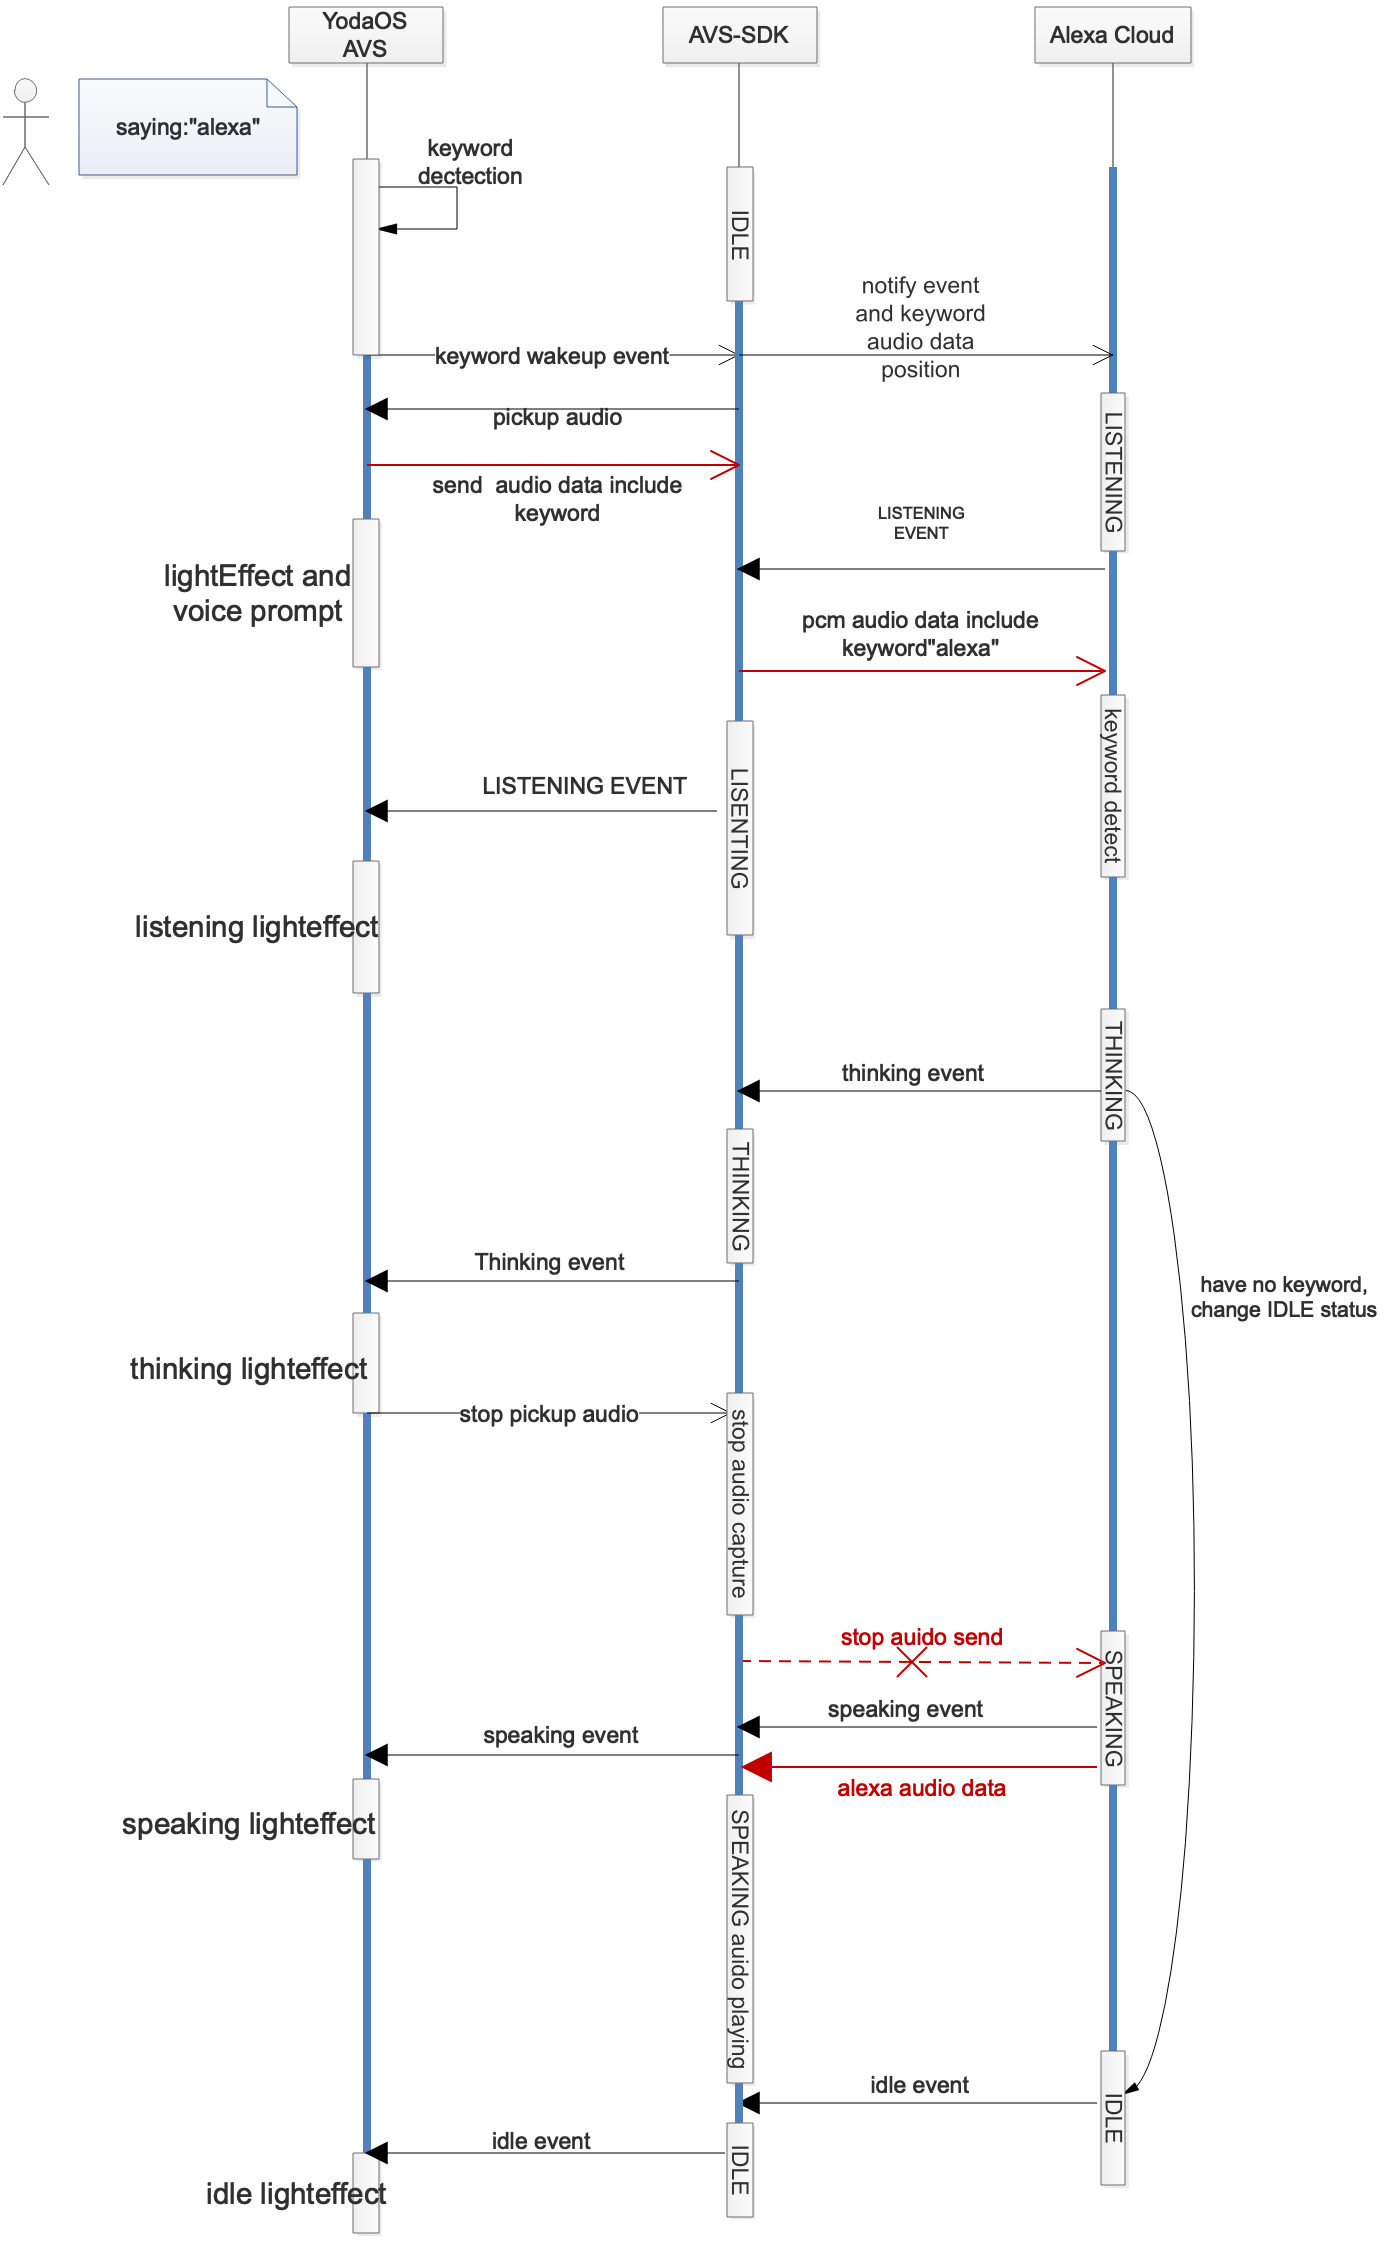 YodaOS
AVS
AVS-SDK
Alexa Cloud
saying:"alexa"
keyword
dectection
IDLE
notify event
and keyword
audio data
position
keyword wakeup event
pickup audio
LISTENING
send  audio data include
keyword
LISTENING
EVENT
lightEffect and
voice prompt
pcm audio data include
keyword"alexa"
keyword detect
LISENTING
LISTENING EVENT
listening lighteffect
THINKING
thinking event
THINKING
Thinking event
have no keyword,
change IDLE status
thinking lighteffect
stop pickup audio
stop audio capture
stop auido send
SPEAKING
speaking event
speaking event
alexa audio data
speaking lighteffect
SPEAKING auido playing
idle event
IDLE
idle event
IDLE
idle lighteffect